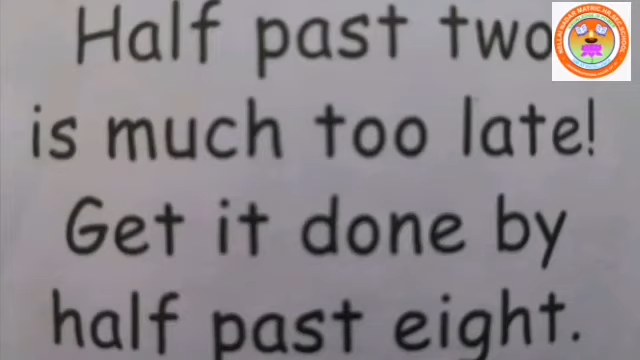 Half past two
is much too late!
Get it done by
half past eight.